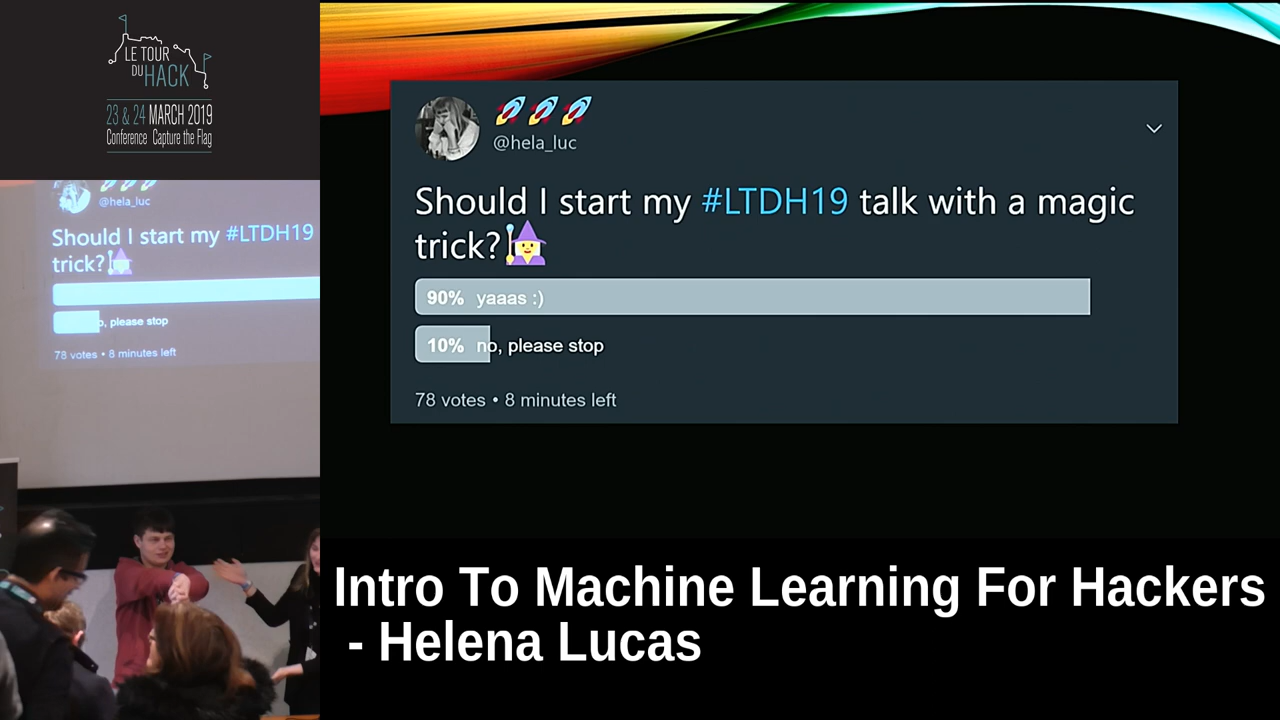 LE TOUR
DU HACK
23 & 24 MARCH 2019
Conference Capture the Flag
@hela_luc
Should I start my #LTDH19
trick?
o, please stop
78 votes • 8 minutes left
@hela_luc
Should I start my #LTDH19 talk with a magic
trick?
90% yaaas :)
10% no, please stop
78 votes • 8 minutes left
Intro To Machine Learning For Hackers
- Helena Lucas